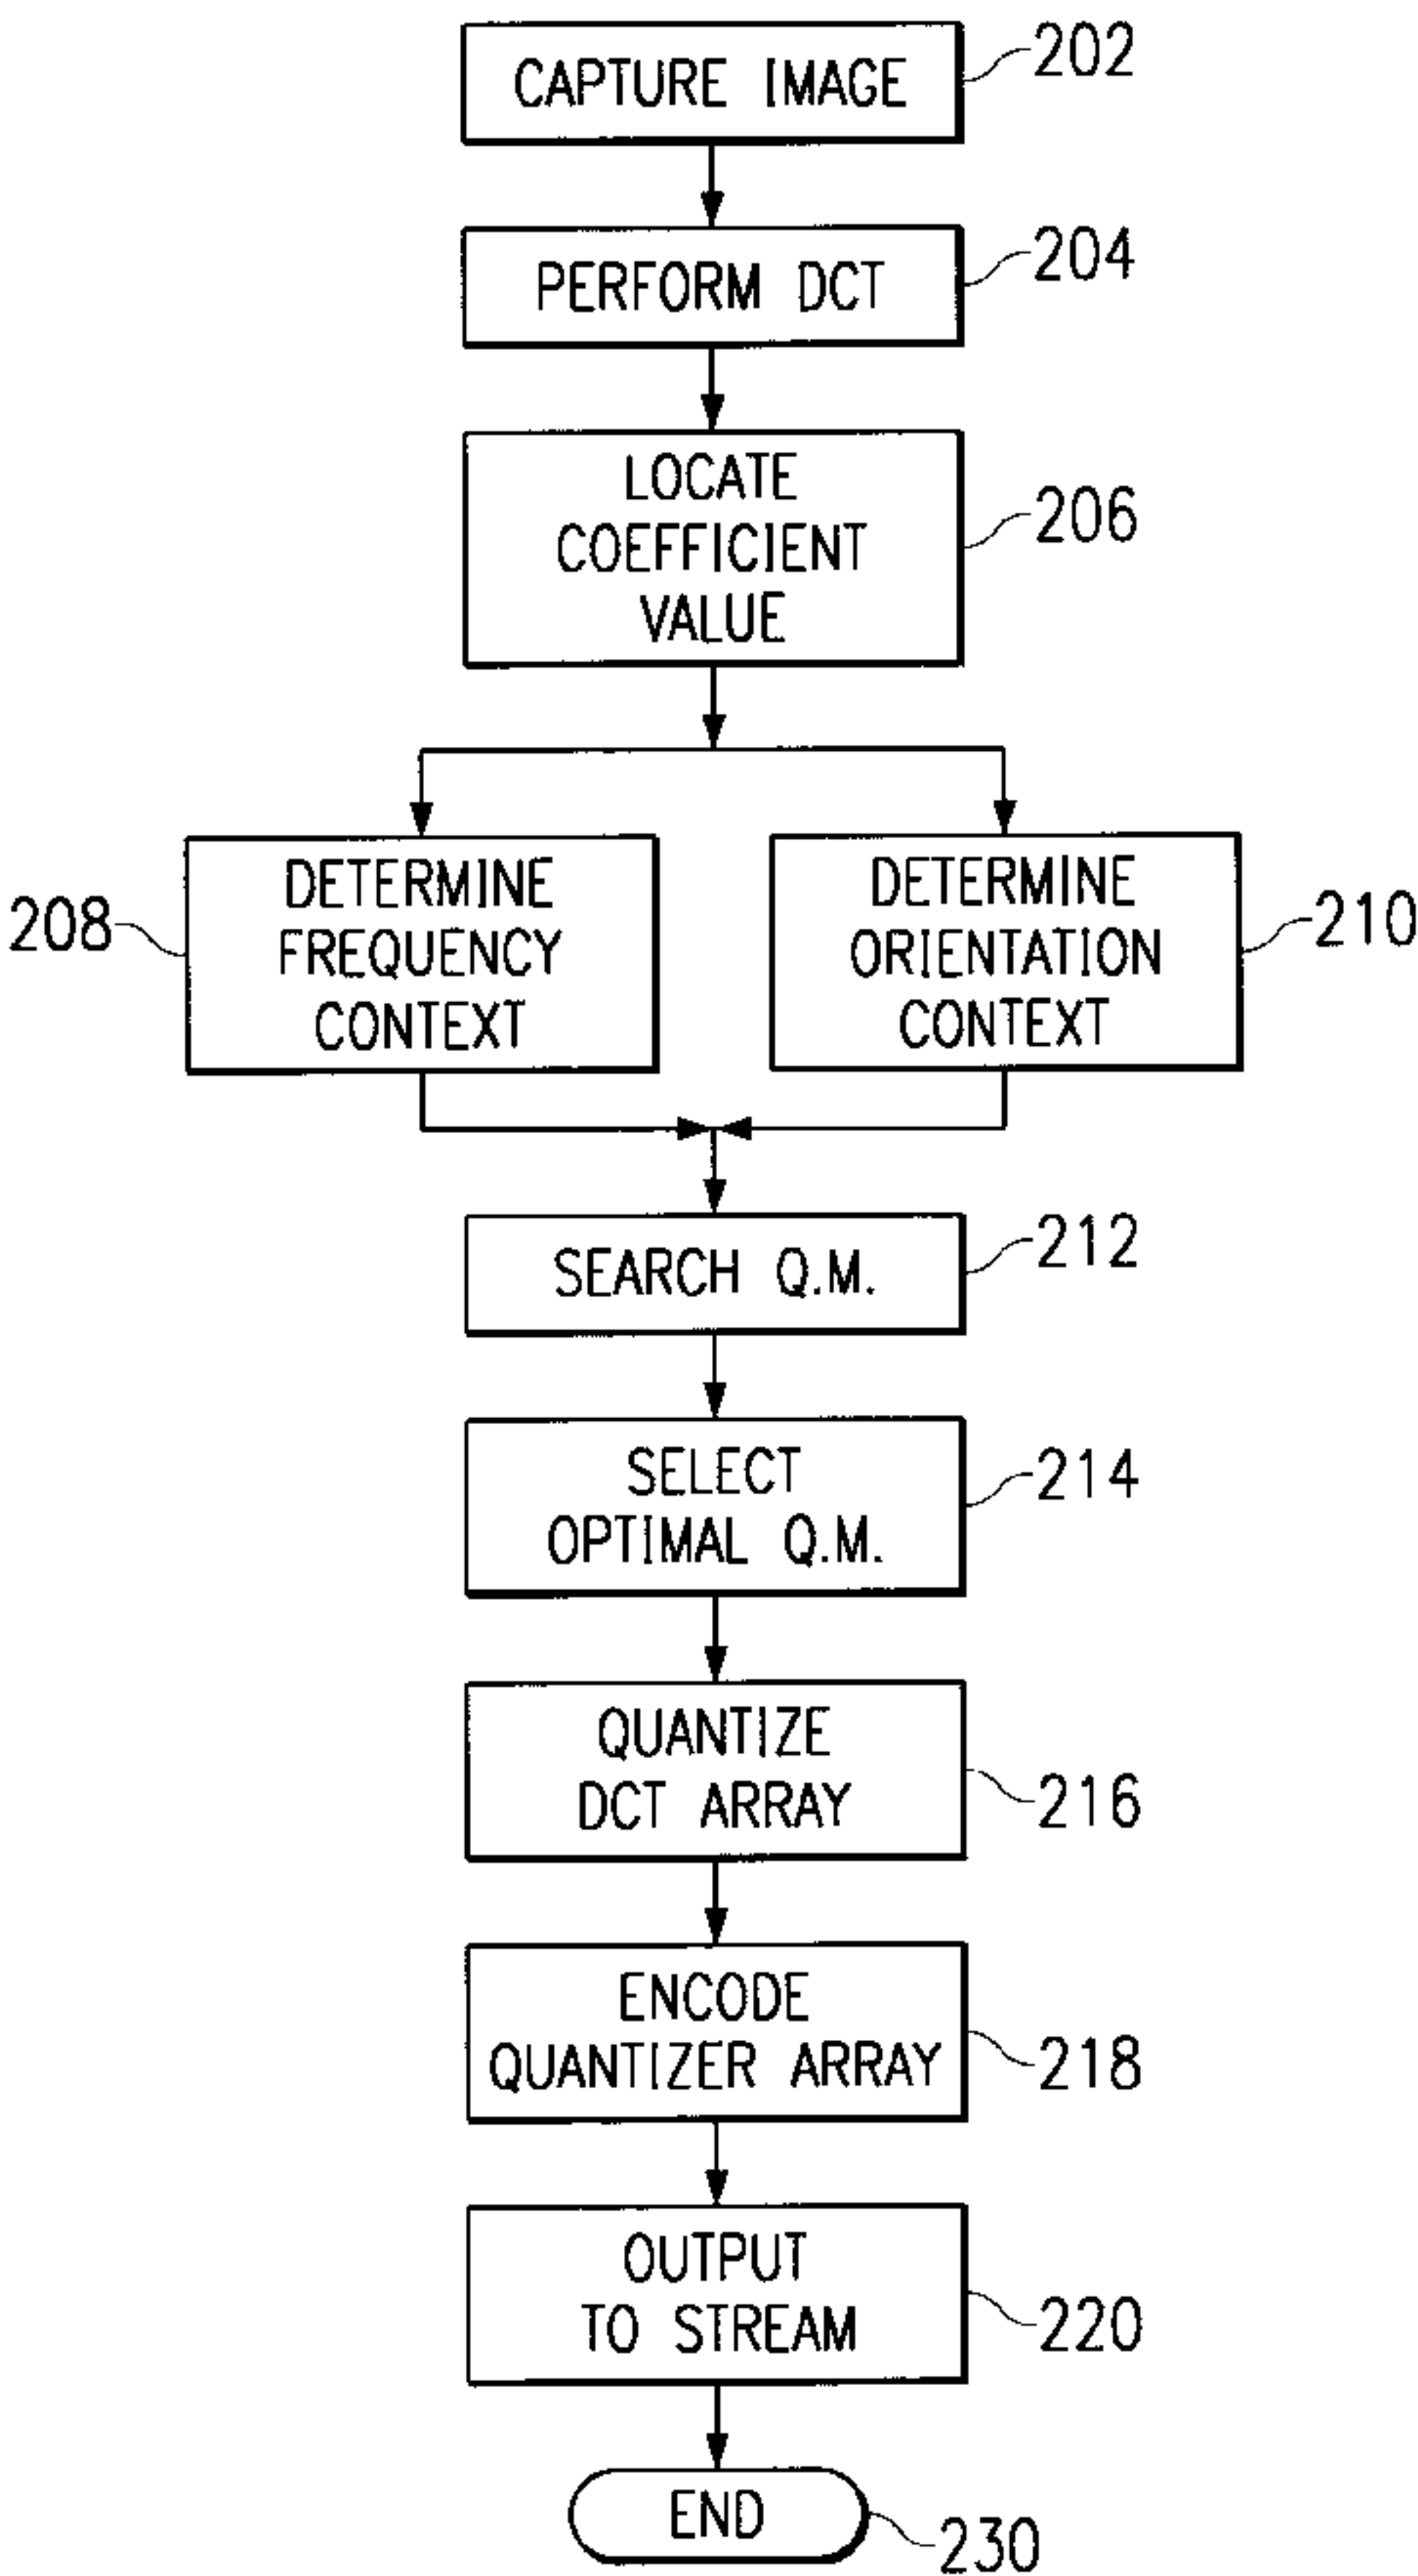 CAPTURE IMAGE
202
PERFORM DCT
204
LOCATE
COEFFICIENT
VALUE
206
208
DETERMINE
FREQUENCY
CONTEXT
DETERMINE
ORIENTATION
CONTEXT
210
SEARCH Q.M.
212
SELECT
OPTIMAL Q.M.
214
QUANTIZE
DCT ARRAY
216
ENCODE
QUANTIZER ARRAY
218
OUTPUT
TO STREAM
220
END
230